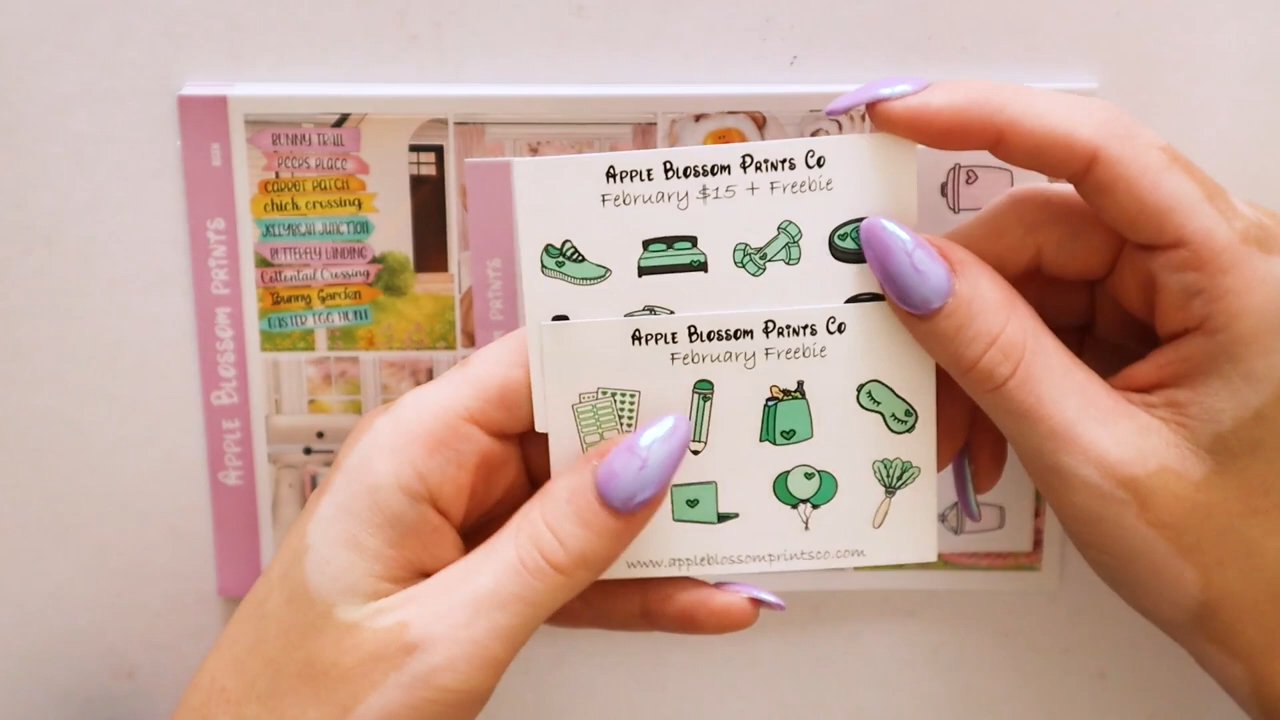 APPLE BLOSSOM PRINTS
BUNNY TRAIL
PEEPS PLACE
CARROT PATCH
chick crossing
JELLYBEAN JUNCTION
BUTTERFLY LANDING
Cottontail Crossing
Bunny Garden
EASTER EGG HUNT
PRINTS
APPLE BLOSSOM PRINTS CO
February $15 + Freebie
APPLE BLOSSOM PRINTS CO
February Freebie
www.appleblossomprintsco.com